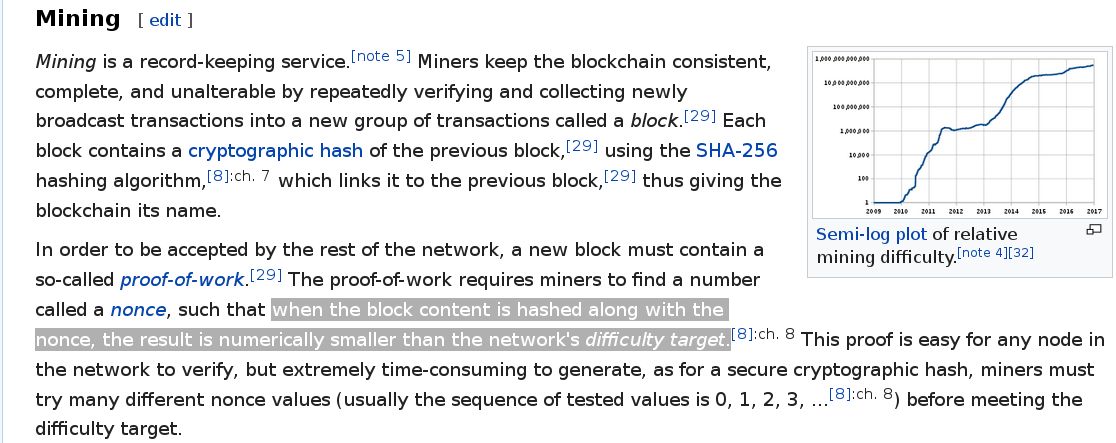 Mining [ edit ]
Mining is a record-keeping service.[note 5] Miners keep the blockchain consistent,
complete, and unalterable by repeatedly verifying and collecting newly
broadcast transactions into a new group of transactions called a block.[29] Each
block contains a cryptographic hash of the previous block,[29] using the SHA-256
hashing algorithm,[8]:ch. 7 which links it to the previous block,[29] thus giving the
blockchain its name.
In order to be accepted by the rest of the network, a new block must contain a
so-called proof-of-work.[29] The proof-of-work requires miners to find a number
called a nonce, such that when the block content is hashed along with the
nonce, the result is numerically smaller than the network's difficulty target.[8]:ch. 8 This proof is easy for any node in
the network to verify, but extremely time-consuming to generate, as for a secure cryptographic hash, miners must
try many different nonce values (usually the sequence of tested values is 0, 1, 2, 3, ...[8]:ch. 8) before meeting the
difficulty target.
1,000,000,000,000
10,000,000,000
100,000,000
1,000,000
10,000
100
1
2009 2010 2011 2012 2013 2014 2015 2016 2017
Semi-log plot of relative
mining difficulty.[note 4][32]